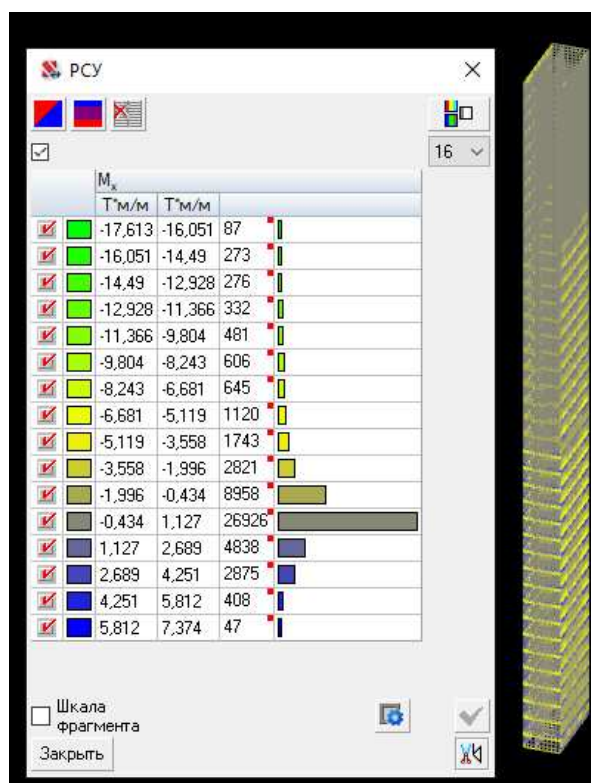 РСУ
16
Mx
Т*м/м Т*м/м
-17,613 -16,051 87
-16,051 -14,49 273
-14,49 -12,928 276
-12,928 -11,366 332
-11,366 -9,804 481
-9,804 -8,243 606
-8,243 -6,681 645
-6,681 -5,119 1120
-5,119 -3,558 1743
-3,558 -1,996 2821
-1,996 -0,434 8958
-0,434 1,127 26926
1,127 2,689 4838
2,689 4,251 2875
4,251 5,812 408
5,812 7,374 47
Шкала
фрагмента
Закрыть